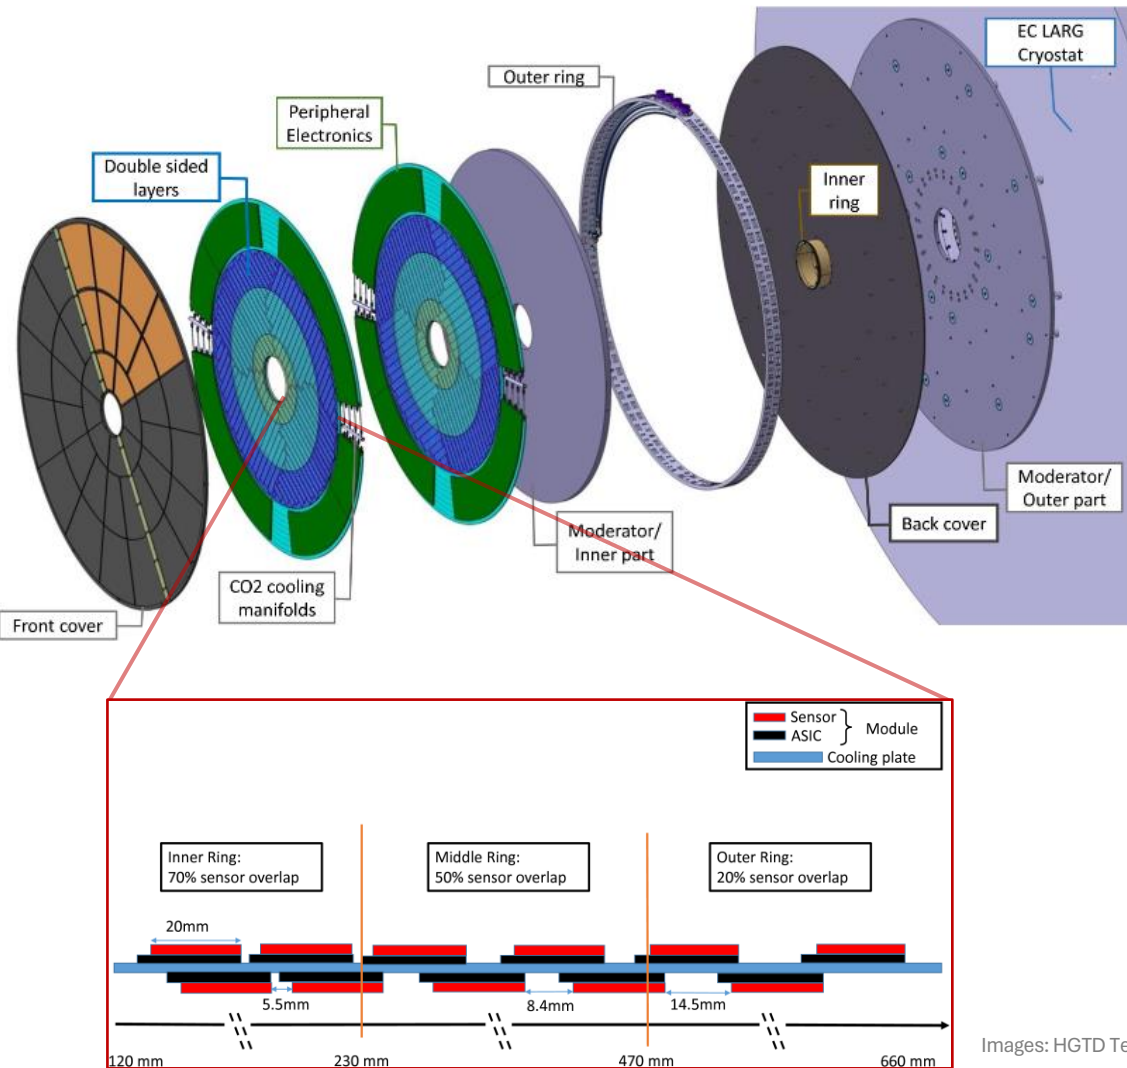 EC LARG
Cryostat
Outer ring
Peripheral
Electronics
Double sided
layers
Inner
ring
Moderator/
Outer part
Back cover
Moderator/
Inner part
CO2 cooling
manifolds
Front cover
Sensor
ASIC
Module
Cooling plate
Inner Ring:
70% sensor overlap
Middle Ring:
50% sensor overlap
Outer Ring:
20% sensor overlap
20mm
5.5mm
8.4mm
14.5mm
120 mm
230 mm
470 mm
660 mm
Images: HGTD Te